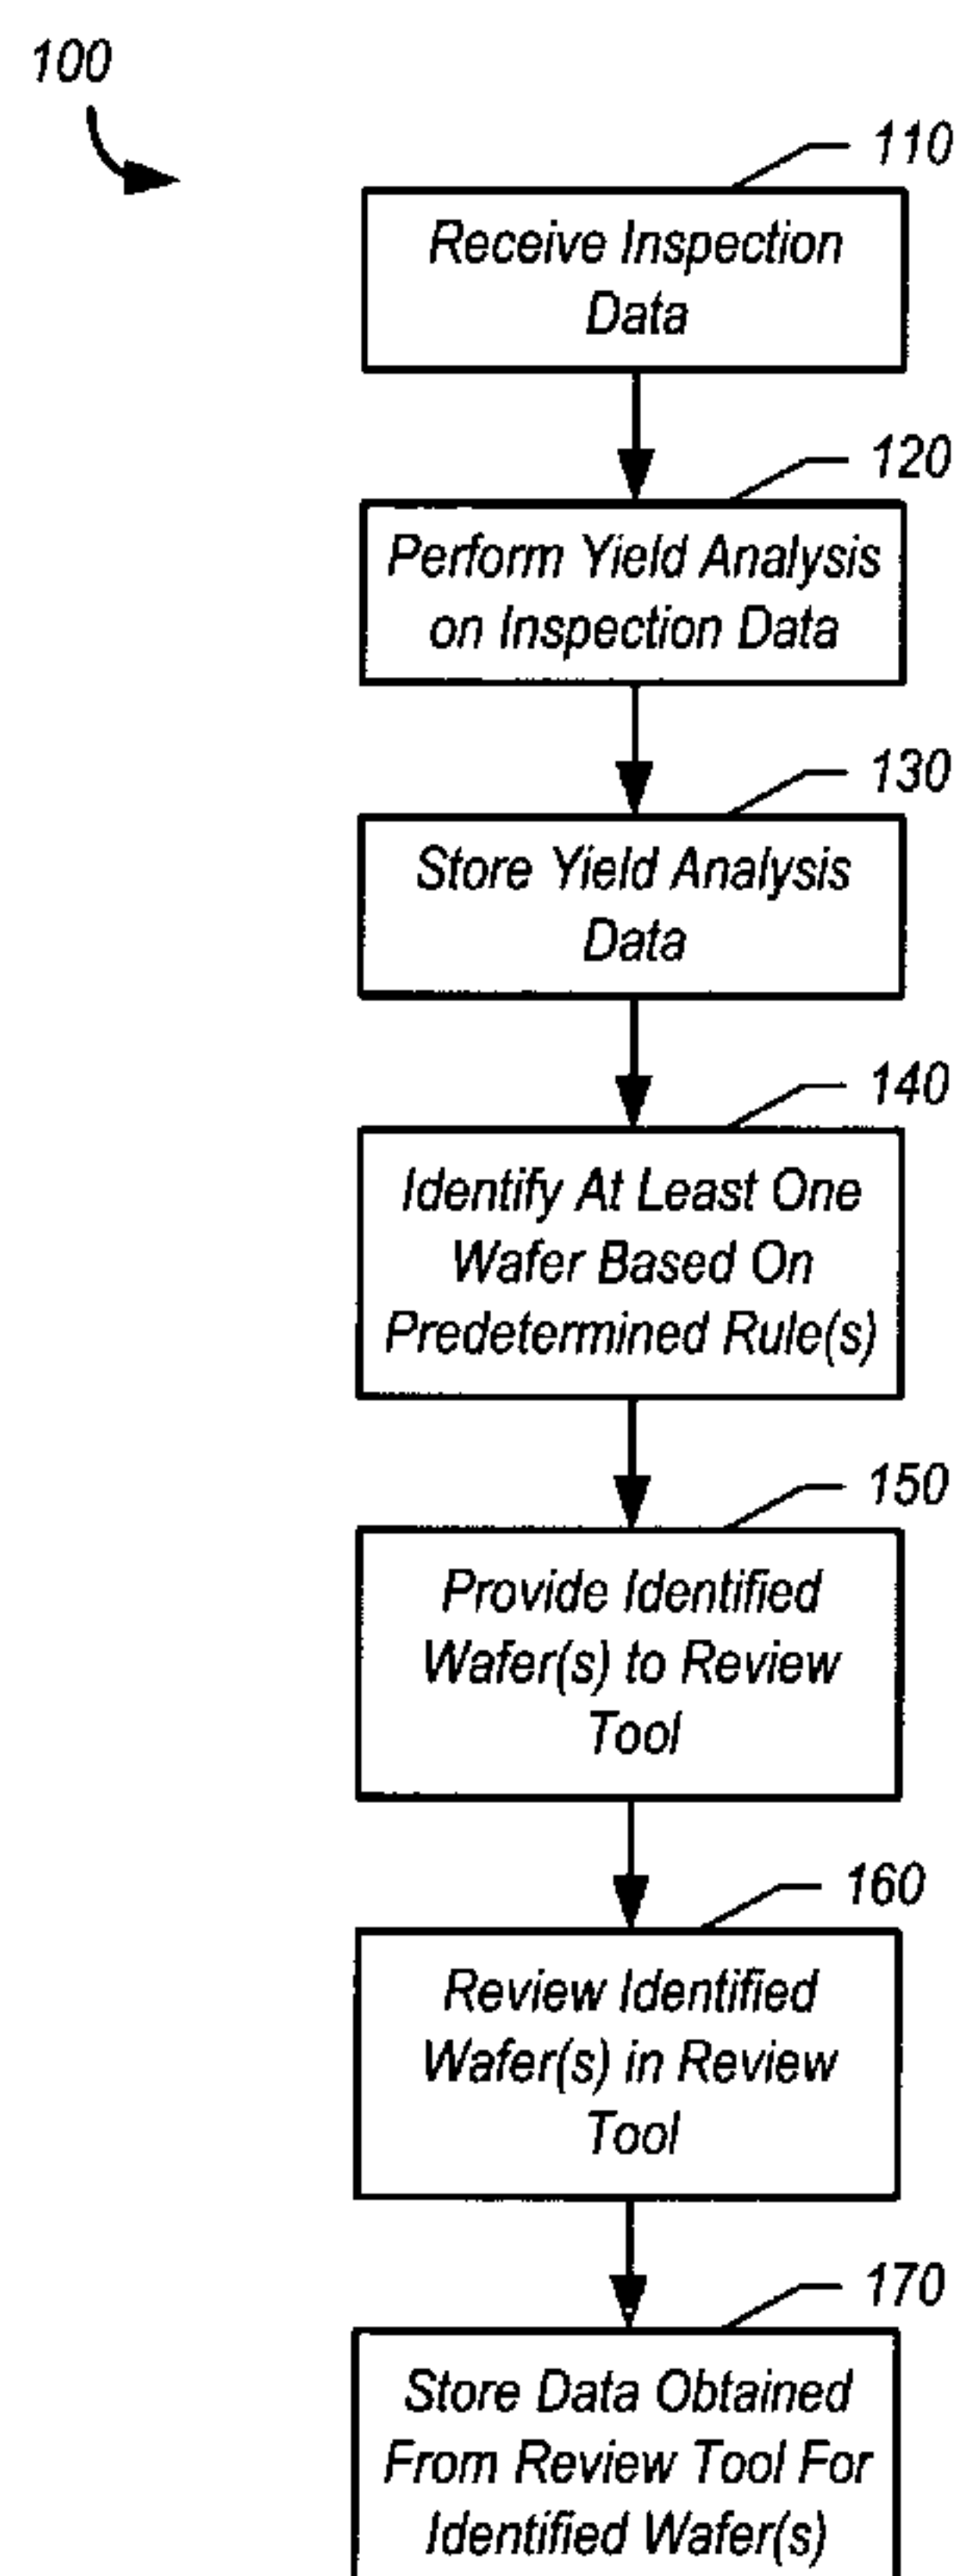 100
110
Receive Inspection
Data
120
Perform Yield Analysis
on Inspection Data
130
Store Yield Analysis
Data
140
Identify At Least One
Wafer Based On
Predetermined Rule(s)
150
Provide Identified
Wafer(s) to Review
Tool
160
Review Identified
Wafer(s) in Review
Tool
170
Store Data Obtained
From Review Tool For
Identified Wafer(s)